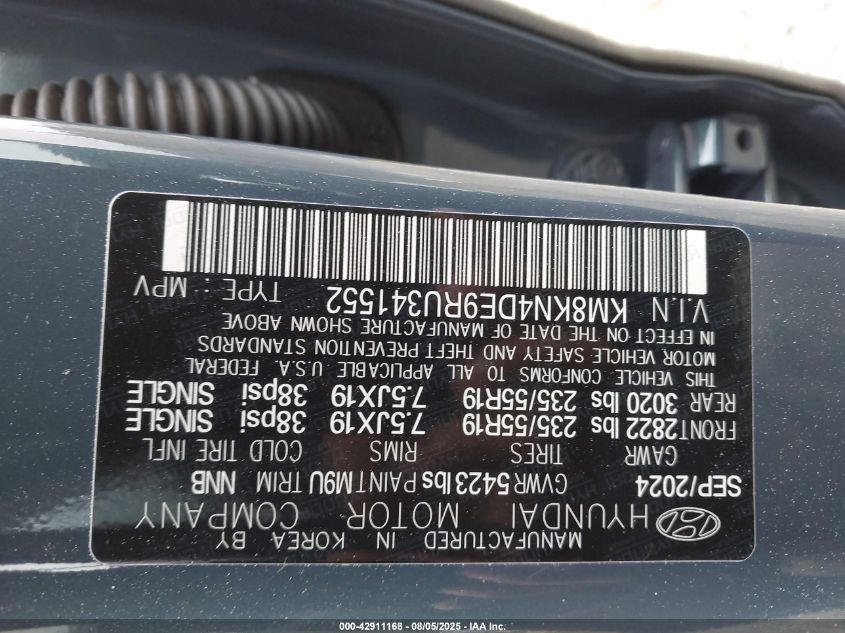 MANUFACTURED IN KOREA BY
HYUNDAI MOTOR COMPANY
SEP/2024 GVWR 5423 lbs PAINT M9U TRIM NNB
GAWR TIRES RIMS COLD TIRE INFL
FRONT 2822 lbs 235/55R19 7.5JX19 38psi SINGLE
REAR 3020 lbs 235/55R19 7.5JX19 38psi SINGLE
THIS VEHICLE CONFORMS TO ALL APPLICABLE U.S.A. FEDERAL
MOTOR VEHICLE SAFETY AND THEFT PREVENTION STANDARDS
IN EFFECT ON THE DATE OF MANUFACTURE SHOWN ABOVE
V.I.N KM8KN4DE9RU341552 TYPE : MPV
000-42911168 - 08/05/2025 - IAA Inc.